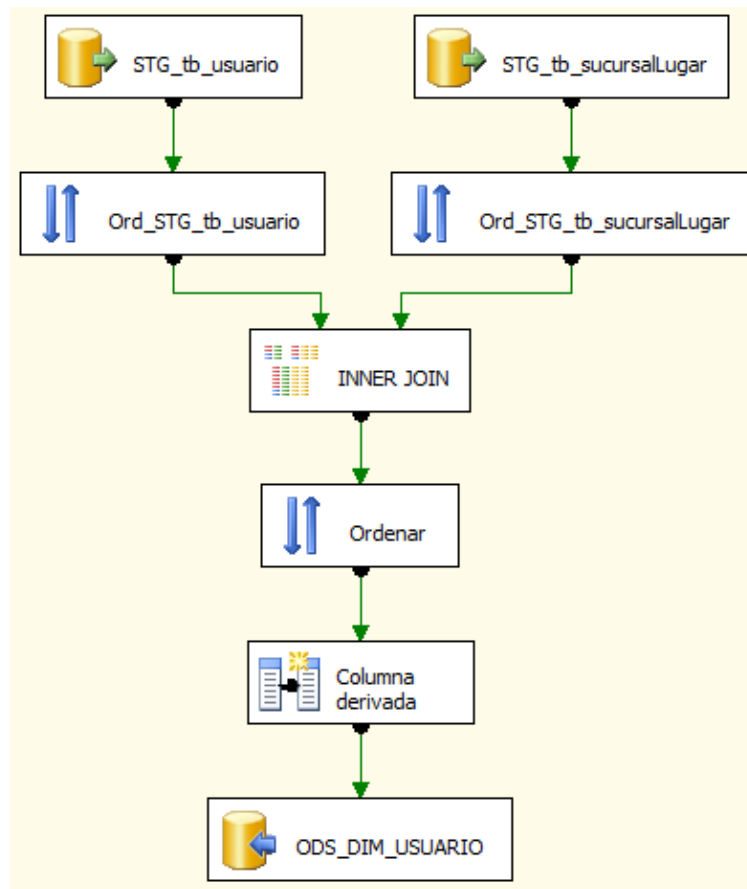 STG_tb_usuario
STG_tb_sucursalLugar
Ord_STG_tb_usuario
Ord_STG_tb_sucursalLugar
INNER JOIN
Ordenar
Columna
derivada
ODS_DIM_USUARIO